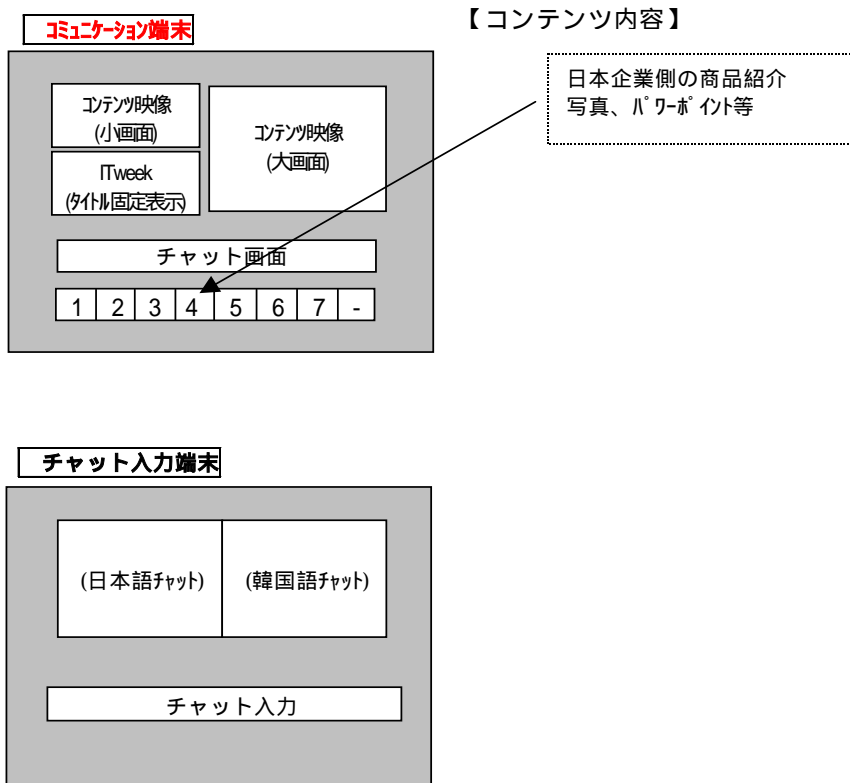 【コンテンツ内容】
ｺﾐｭﾆｹｰｼｮﾝ端末
日本企業側の商品紹介
写真、ﾊﾟﾜｰﾎﾟｲﾝﾄ等
ｺﾝﾃﾝﾂ映像
(小画面)
ｺﾝﾃﾝﾂ映像
(大画面)
ITweek
(ﾀｲﾄﾙ固定表示)
チャット画面
1 2 3 4 5 6 7 -
チャット入力端末
(日本語ﾁｬｯﾄ)
(韓国語ﾁｬｯﾄ)
チャット入力